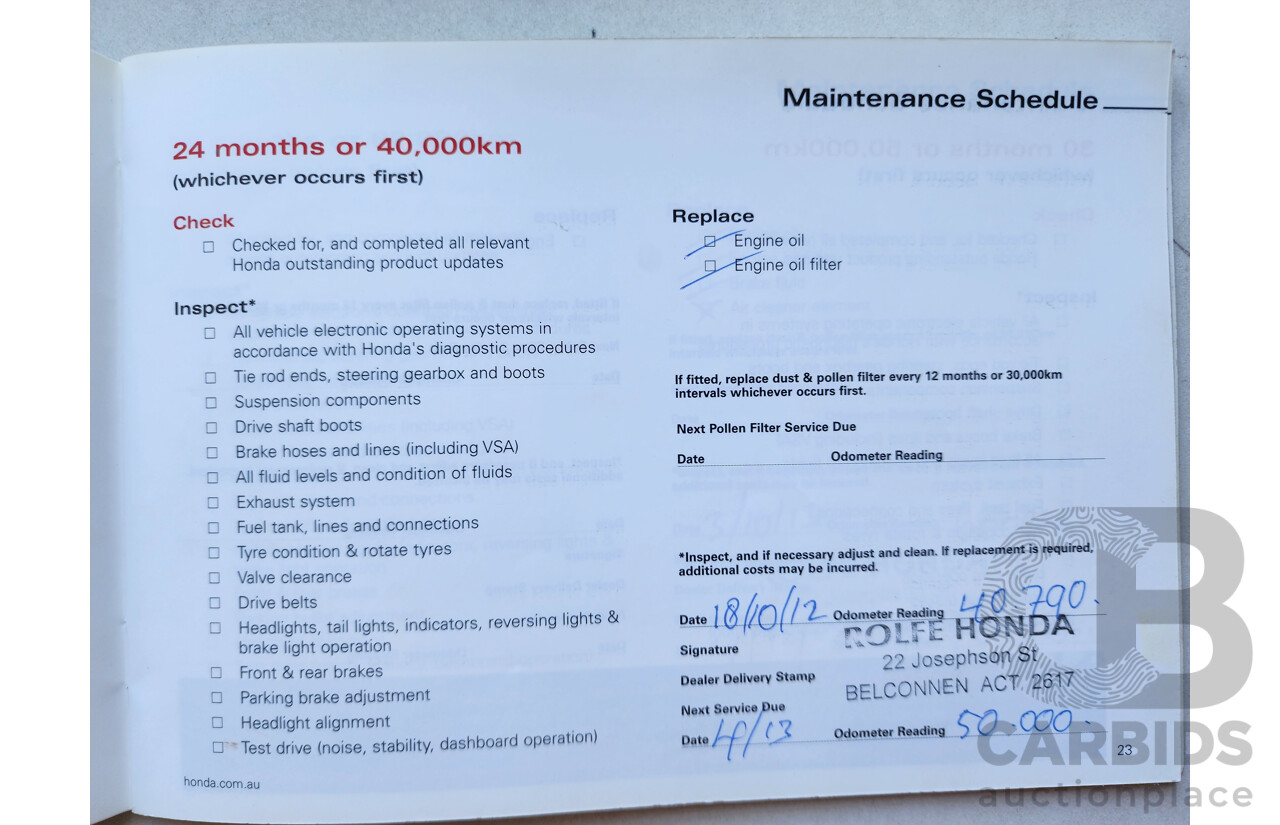 Maintenance Schedule
24 months or 40,000km
(whichever occurs first)
Check
Checked for, and completed all relevant
Honda outstanding product updates
Inspect*
All vehicle electronic operating systems in
accordance with Honda's diagnostic procedures
Tie rod ends, steering gearbox and boots
Suspension components
Drive shaft boots
Brake hoses and lines (including VSA)
All fluid levels and condition of fluids
Exhaust system
Fuel tank, lines and connections
Tyre condition & rotate tyres
Valve clearance
Drive belts
Headlights, tail lights, indicators, reversing lights &
brake light operation
Front & rear brakes
Parking brake adjustment
Headlight alignment
Test drive (noise, stability, dashboard operation)
honda.com.au
Replace
Engine oil
Engine oil filter
If fitted, replace dust & pollen filter every 12 months or 30,000km
intervals whichever occurs first.
Next Pollen Filter Service Due
Date Odometer Reading
*Inspect, and if necessary adjust and clean. If replacement is required,
additional costs may be incurred.
Date 18/10/12 Odometer Reading 40 790.
ROLFE HONDA
Signature
22 Josephson St
Dealer Delivery Stamp
BELCONNEN ACT 2617
Next Service Due
Date 4/13 Odometer Reading 50.000.
23
CARBIDS
auctionplace